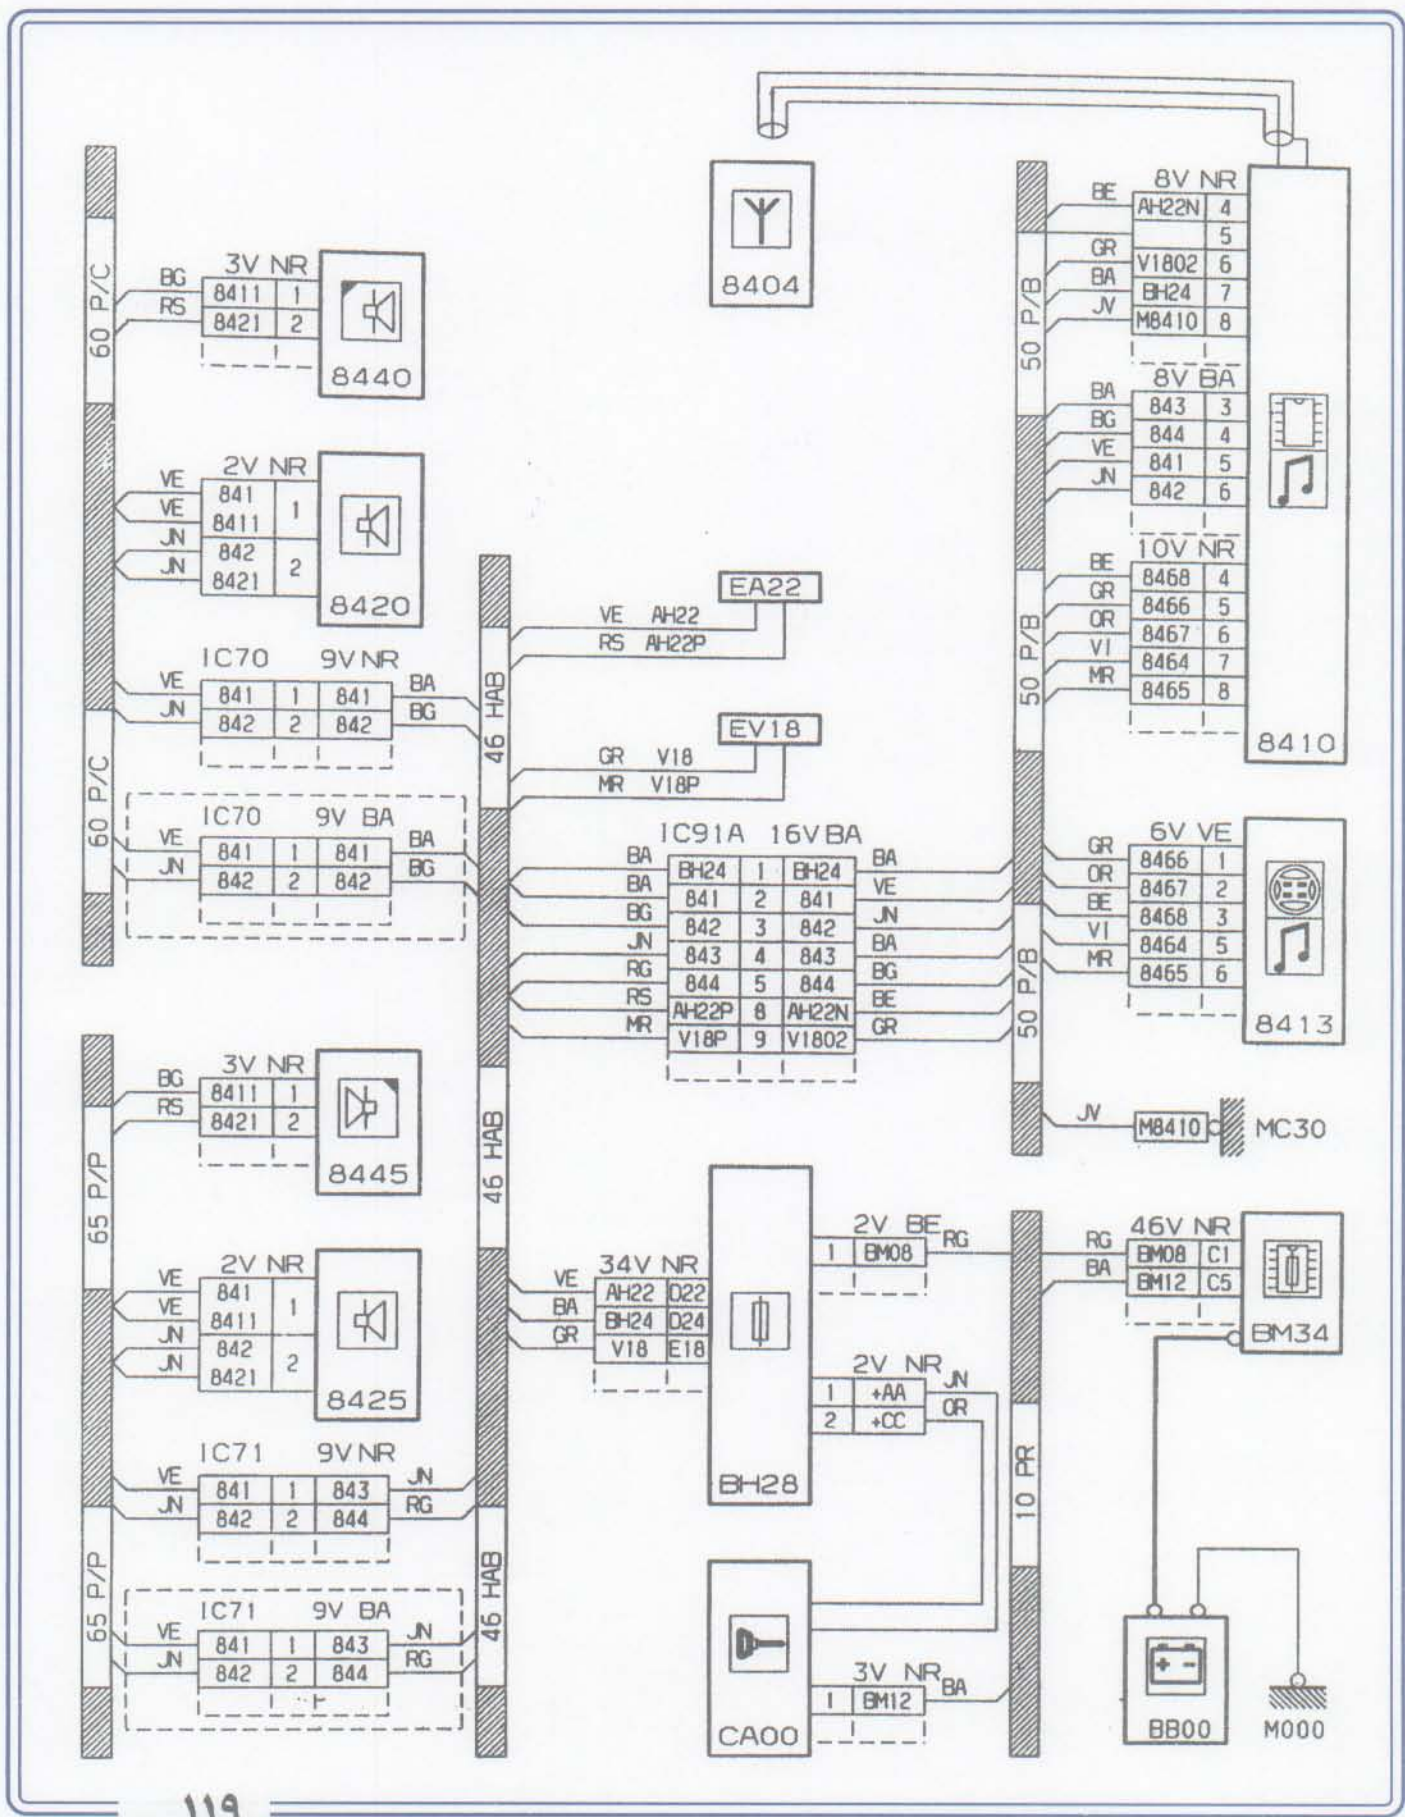 8404
60 P/C
BG
RS
3V NR
8411 1
8421 2
8440
VE
VE
JN
JN
2V NR
841
8411
1
842
8421
2
8420
IC70 9V NR
VE 841 1 841 BA
JN 842 2 842 BG
60 P/C
IC70 9V BA
VE 841 1 841 BA
JN 842 2 842 BG
65 P/P
BG
RS
3V NR
8411 1
8421 2
8445
VE
VE
JN
JN
2V NR
841
8411
1
842
8421
2
8425
IC71 9V NR
VE 841 1 843 JN
JN 842 2 844 RG
65 P/P
IC71 9V BA
VE 841 1 843 JN
JN 842 2 844 RG
46 HAB
46 HAB
46 HAB
EA22
VE AH22
RS AH22P
EV18
GR V18
MR V18P
IC91A 16V BA
BA BH24 1 BH24 BA
BA 841 2 841 VE
BG 842 3 842 JN
JN 843 4 843 BA
RG 844 5 844 BG
RS AH22P 8 AH22N BE
MR V18P 9 V1802 GR
34V NR
VE AH22 D22
BA BH24 D24
GR V18 E18
BH28
2V BE
1 BM08 RG
2V NR
1 +AA JN
2 +CC OR
CA00
3V NR
1 BM12 BA
50 P/B
50 P/B
50 P/B
8V NR
BE AH22N 4
5
GR V1802 6
BA BH24 7
JV M8410 8
8V BA
BA 843 3
BG 844 4
VE 841 5
JN 842 6
10V NR
BE 8468 4
GR 8466 5
OR 8467 6
VI 8464 7
MR 8465 8
8410
6V VE
GR 8466 1
OR 8467 2
BE 8468 3
VI 8464 5
MR 8465 6
8413
JV M8410 MC30
10 PR
46V NR
RG BM08 C1
BA BM12 C5
BM34
+ -
BB00
M000
١١٩